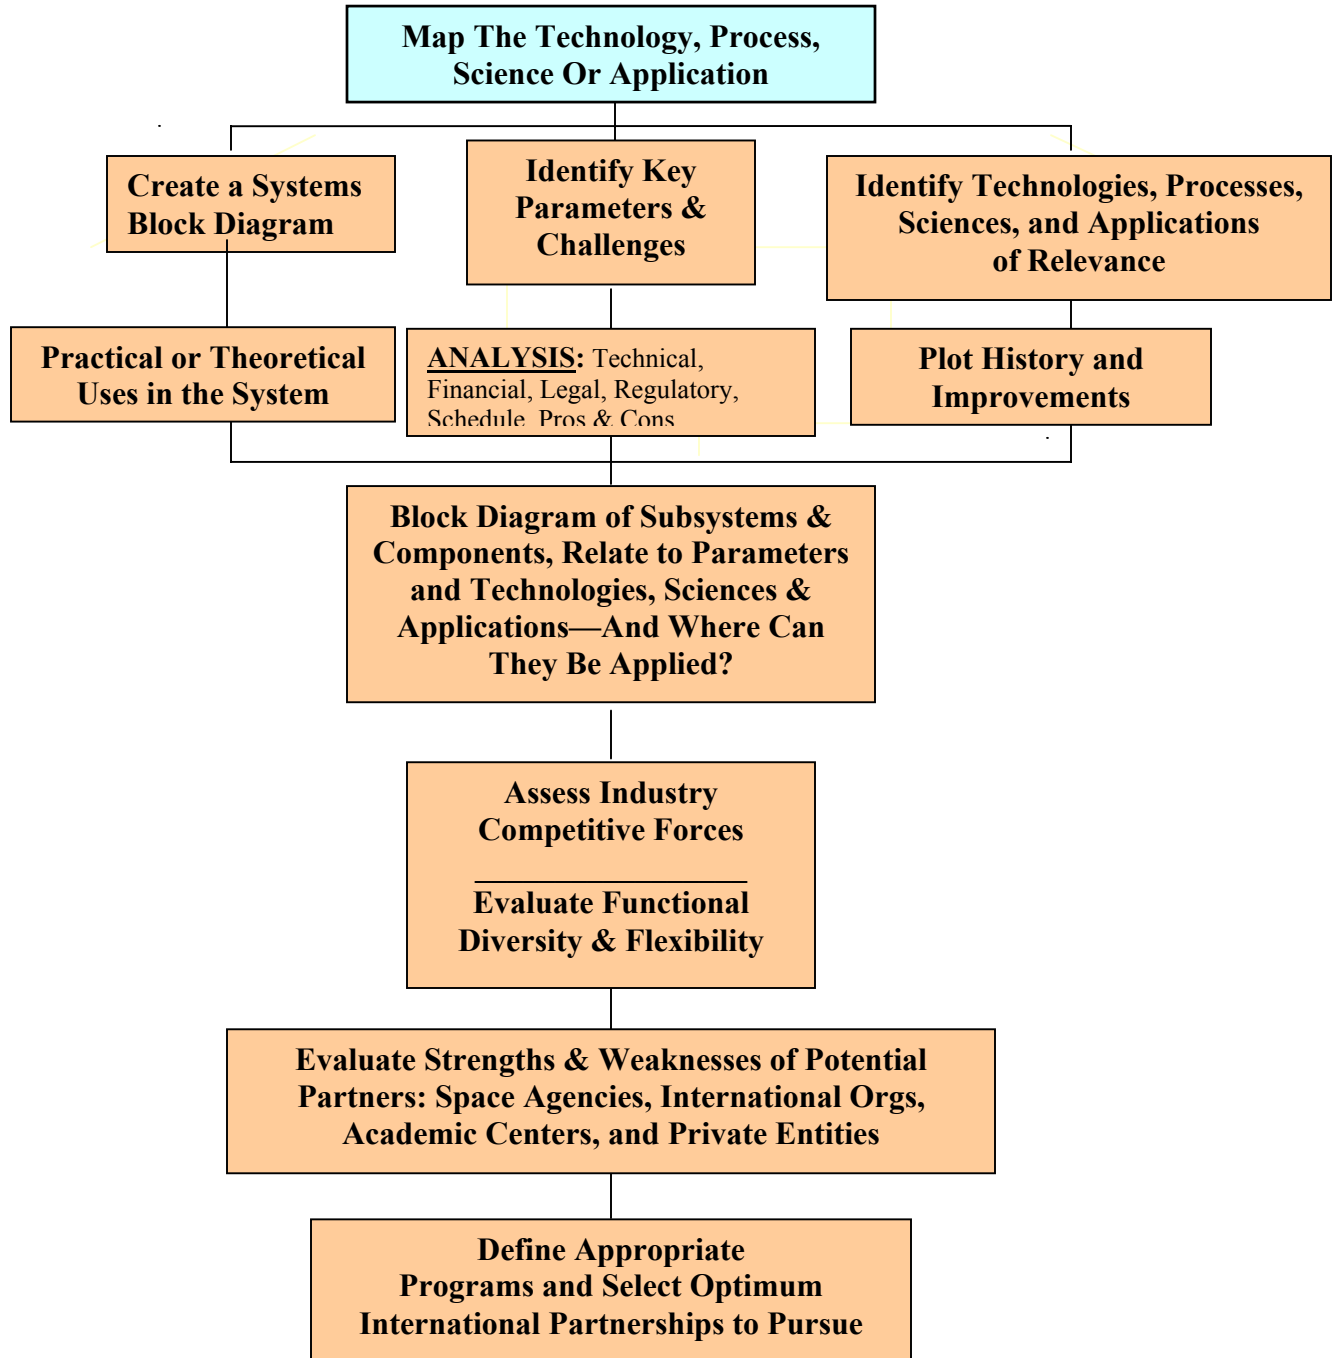 Map The Technology, Process,
Science Or Application
Create a Systems
Block Diagram
Identify Key
Parameters &
Challenges
Identify Technologies, Processes,
Sciences, and Applications
of Relevance
Practical or Theoretical
Uses in the System
ANALYSIS: Technical,
Financial, Legal, Regulatory,
Schedule, Pros & Cons
Plot History and
Improvements
Block Diagram of Subsystems &
Components, Relate to Parameters
and Technologies, Sciences &
Applications—And Where Can
They Be Applied?
Assess Industry
Competitive Forces
Evaluate Functional
Diversity & Flexibility
Evaluate Strengths & Weaknesses of Potential
Partners: Space Agencies, International Orgs,
Academic Centers, and Private Entities
Define Appropriate
Programs and Select Optimum
International Partnerships to Pursue